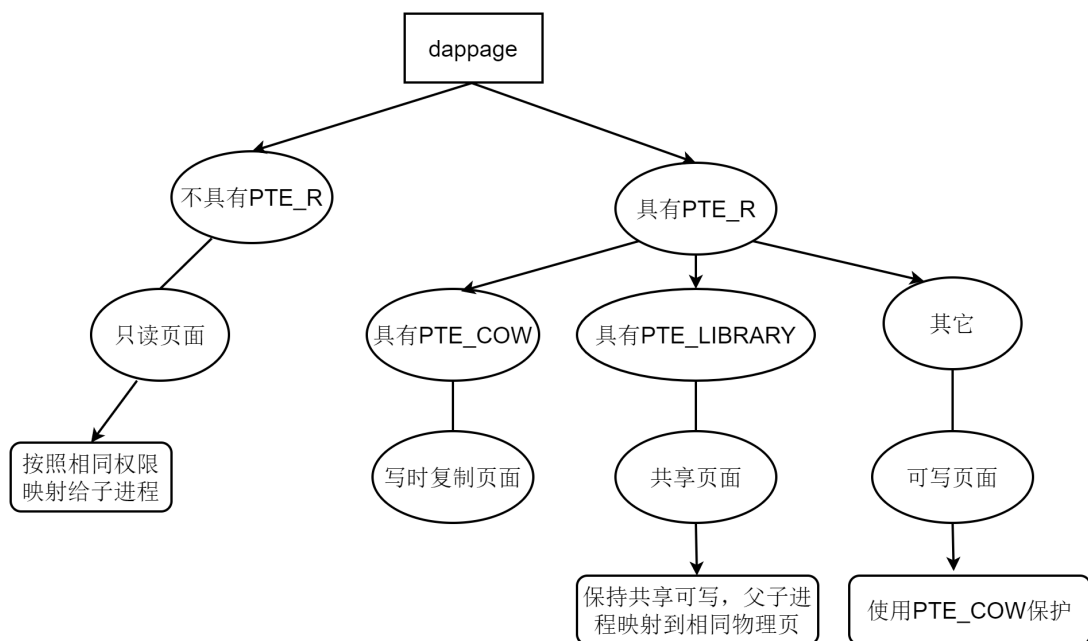 dappage
不具有PTE_R
具有PTE_R
只读页面
具有PTE_COW
具有PTE_LIBRARY
其它
按照相同权限
映射给子进程
写时复制页面
共享页面
可写页面
保持共享可写，父子进
程映射到相同物理页
使用PTE_COW保护